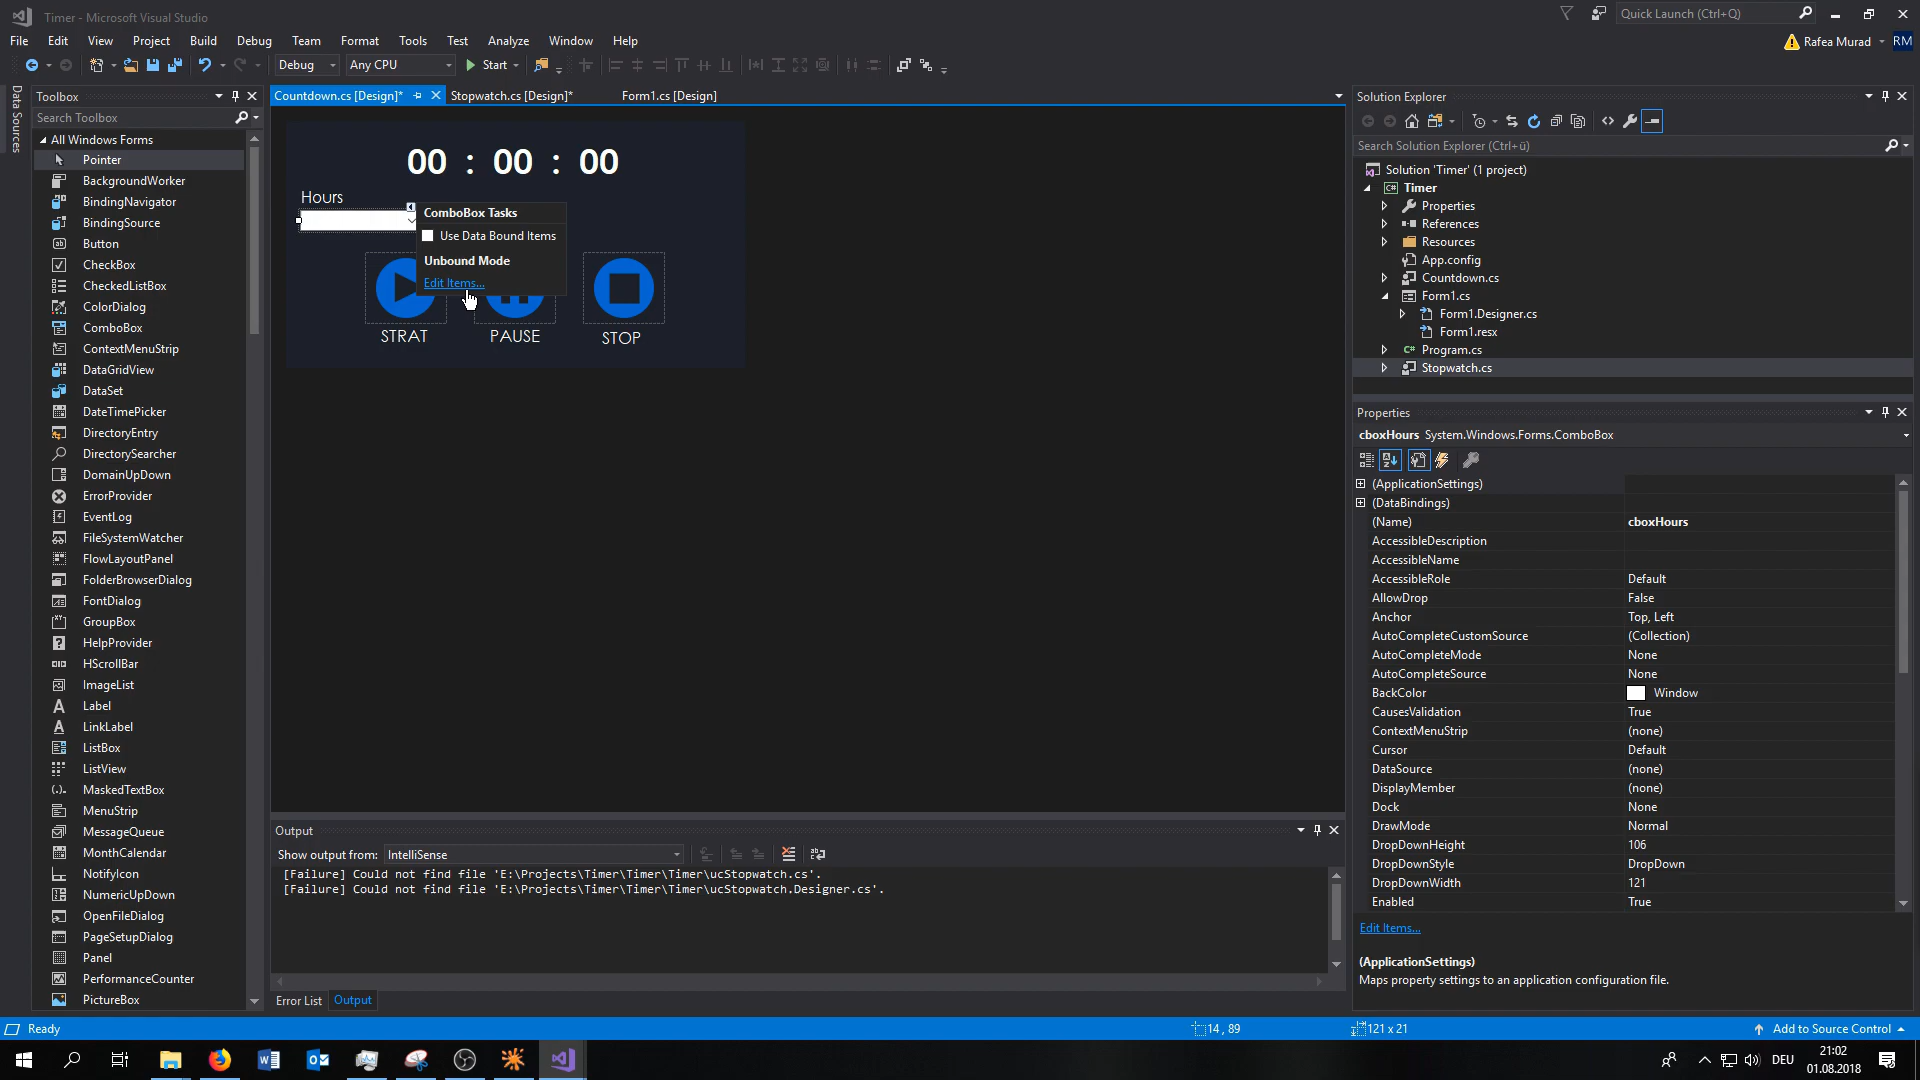 Timer - Microsoft Visual Studio
Quick Launch (Ctrl+Q)
File Edit View Project Build Debug Team Format Tools Test Analyze Window Help
Rafea Murad RM
Debug Any CPU Start
Data Sources
Toolbox
Search Toolbox
All Windows Forms
Pointer
BackgroundWorker
BindingNavigator
BindingSource
Button
CheckBox
CheckedListBox
ColorDialog
ComboBox
ContextMenuStrip
DataGridView
DataSet
DateTimePicker
DirectoryEntry
DirectorySearcher
DomainUpDown
ErrorProvider
EventLog
FileSystemWatcher
FlowLayoutPanel
FolderBrowserDialog
FontDialog
GroupBox
HelpProvider
HScrollBar
ImageList
Label
LinkLabel
ListBox
ListView
MaskedTextBox
MenuStrip
MessageQueue
MonthCalendar
NotifyIcon
NumericUpDown
OpenFileDialog
PageSetupDialog
Panel
PerformanceCounter
PictureBox
Countdown.cs [Design]* Stopwatch.cs [Design]* Form1.cs [Design]
00 : 00 : 00
Hours
ComboBox Tasks
Use Data Bound Items
Unbound Mode
Edit Items...
STRAT PAUSE STOP
Output
Show output from: IntelliSense
[Failure] Could not find file 'E:\Projects\Timer\Timer\Timer\ucStopwatch.cs'.
[Failure] Could not find file 'E:\Projects\Timer\Timer\Timer\ucStopwatch.Designer.cs'.
Error List Output
Solution Explorer
Search Solution Explorer (Ctrl+ü)
Solution 'Timer' (1 project)
Timer
Properties
References
Resources
App.config
Countdown.cs
Form1.cs
Form1.Designer.cs
Form1.resx
Program.cs
Stopwatch.cs
Properties
cboxHours System.Windows.Forms.ComboBox
(ApplicationSettings)
(DataBindings)
(Name) cboxHours
AccessibleDescription
AccessibleName
AccessibleRole Default
AllowDrop False
Anchor Top, Left
AutoCompleteCustomSource (Collection)
AutoCompleteMode None
AutoCompleteSource None
BackColor Window
CausesValidation True
ContextMenuStrip (none)
Cursor Default
DataSource (none)
DisplayMember (none)
Dock None
DrawMode Normal
DropDownHeight 106
DropDownStyle DropDown
DropDownWidth 121
Enabled True
Edit Items...
(ApplicationSettings)
Maps property settings to an application configuration file.
Ready 14 , 89 121 x 21 Add to Source Control
DEU 21:02
01.08.2018